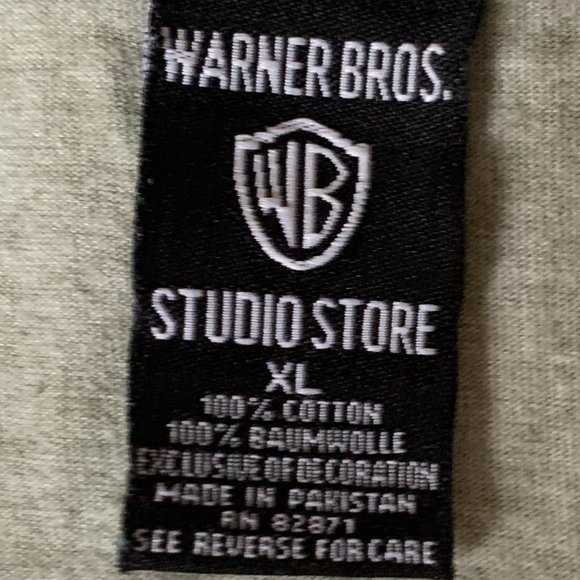 WARNER BROS.
WB
STUDIO STORE
XL
100% COTTON
100% BAUMWOLLE
EXCLUSIVE OF DECORATION
MADE IN PAKISTAN
RN 82871
SEE REVERSE FOR CARE